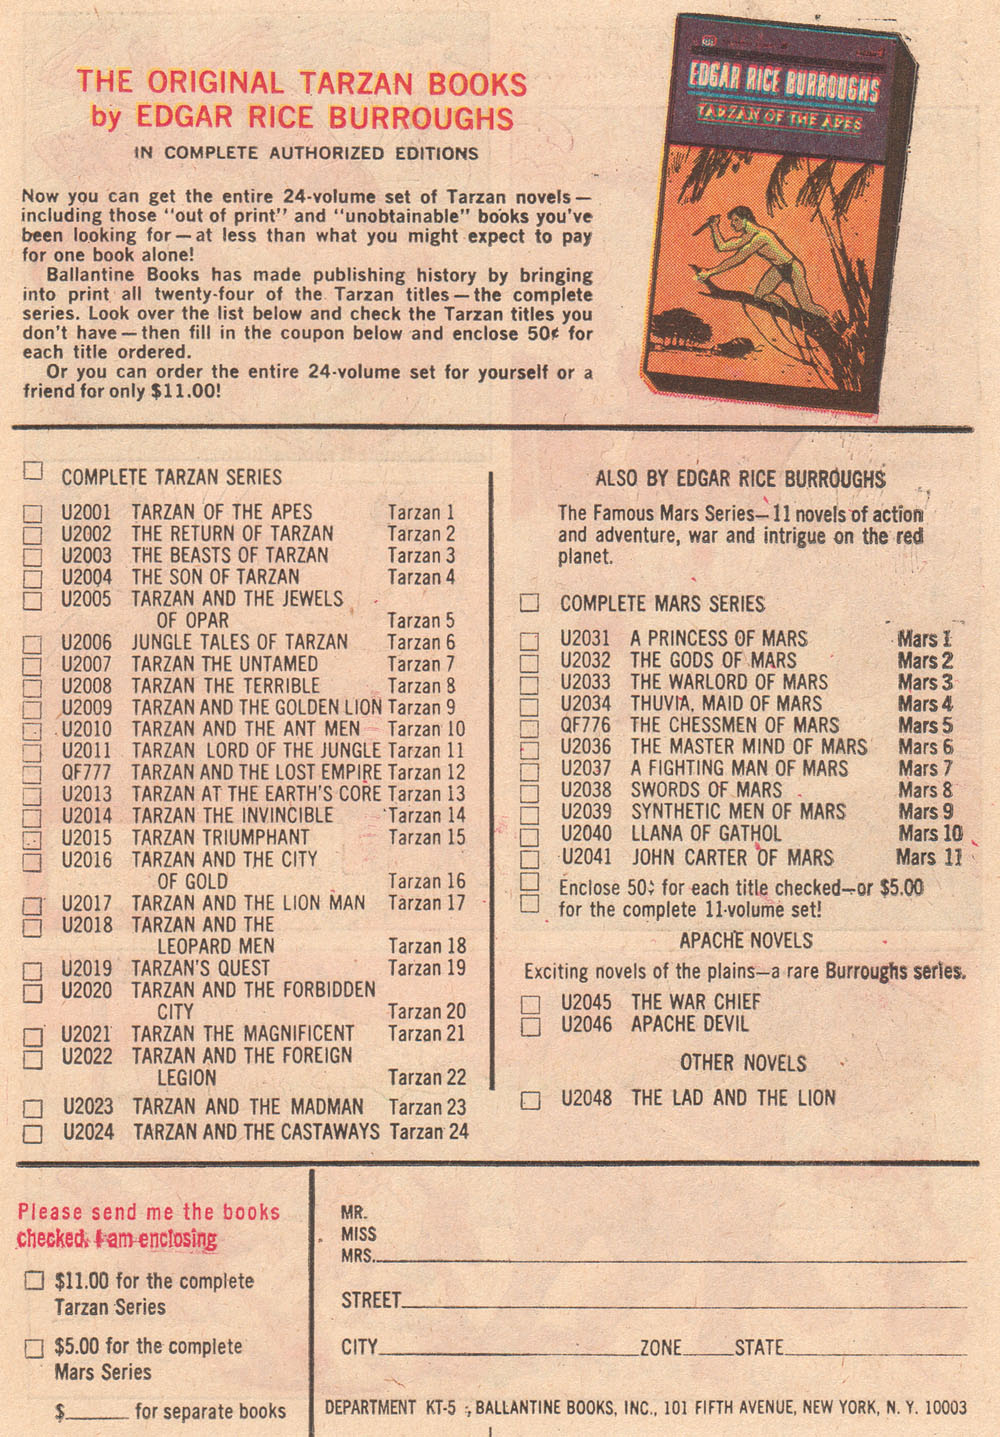 EDGAR RICE BURROUGHS
TARZAN OF THE APES
THE ORIGINAL TARZAN BOOKS
by EDGAR RICE BURROUGHS
IN COMPLETE AUTHORIZED EDITIONS
Now you can get the entire 24-volume set of Tarzan novels—
including those "out of print" and "unobtainable" books you've
been looking for—at less than what you might expect to pay
for one book alone!
Ballantine Books has made publishing history by bringing
into print all twenty-four of the Tarzan titles—the complete
series. Look over the list below and check the Tarzan titles you
don't have—then fill in the coupon below and enclose 50¢ for
each title ordered.
Or you can order the entire 24-volume set for yourself or a
friend for only $11.00!
COMPLETE TARZAN SERIES
U2001 TARZAN OF THE APES Tarzan 1
U2002 THE RETURN OF TARZAN Tarzan 2
U2003 THE BEASTS OF TARZAN Tarzan 3
U2004 THE SON OF TARZAN Tarzan 4
U2005 TARZAN AND THE JEWELS
OF OPAR Tarzan 5
U2006 JUNGLE TALES OF TARZAN Tarzan 6
U2007 TARZAN THE UNTAMED Tarzan 7
U2008 TARZAN THE TERRIBLE Tarzan 8
U2009 TARZAN AND THE GOLDEN LION Tarzan 9
U2010 TARZAN AND THE ANT MEN Tarzan 10
U2011 TARZAN LORD OF THE JUNGLE Tarzan 11
QF777 TARZAN AND THE LOST EMPIRE Tarzan 12
U2013 TARZAN AT THE EARTH'S CORE Tarzan 13
U2014 TARZAN THE INVINCIBLE Tarzan 14
U2015 TARZAN TRIUMPHANT Tarzan 15
U2016 TARZAN AND THE CITY
OF GOLD Tarzan 16
U2017 TARZAN AND THE LION MAN Tarzan 17
U2018 TARZAN AND THE
LEOPARD MEN Tarzan 18
U2019 TARZAN'S QUEST Tarzan 19
U2020 TARZAN AND THE FORBIDDEN
CITY Tarzan 20
U2021 TARZAN THE MAGNIFICENT Tarzan 21
U2022 TARZAN AND THE FOREIGN
LEGION Tarzan 22
U2023 TARZAN AND THE MADMAN Tarzan 23
U2024 TARZAN AND THE CASTAWAYS Tarzan 24
ALSO BY EDGAR RICE BURROUGHS
The Famous Mars Series—11 novels of action
and adventure, war and intrigue on the red
planet.
COMPLETE MARS SERIES
U2031 A PRINCESS OF MARS Mars 1
U2032 THE GODS OF MARS Mars 2
U2033 THE WARLORD OF MARS Mars 3
U2034 THUVIA, MAID OF MARS Mars 4
QF776 THE CHESSMEN OF MARS Mars 5
U2036 THE MASTER MIND OF MARS Mars 6
U2037 A FIGHTING MAN OF MARS Mars 7
U2038 SWORDS OF MARS Mars 8
U2039 SYNTHETIC MEN OF MARS Mars 9
U2040 LLANA OF GATHOL Mars 10
U2041 JOHN CARTER OF MARS Mars 11
Enclose 50¢ for each title checked—or $5.00
for the complete 11-volume set!
APACHE NOVELS
Exciting novels of the plains—a rare Burroughs series.
U2045 THE WAR CHIEF
U2046 APACHE DEVIL
OTHER NOVELS
U2048 THE LAD AND THE LION
Please send me the books
checked. I am enclosing
$11.00 for the complete
Tarzan Series
$5.00 for the complete
Mars Series
$______ for separate books
MR.
MISS
MRS.______
STREET______
CITY______ZONE______STATE______
DEPARTMENT KT-5, BALLANTINE BOOKS, INC., 101 FIFTH AVENUE, NEW YORK, N. Y. 10003